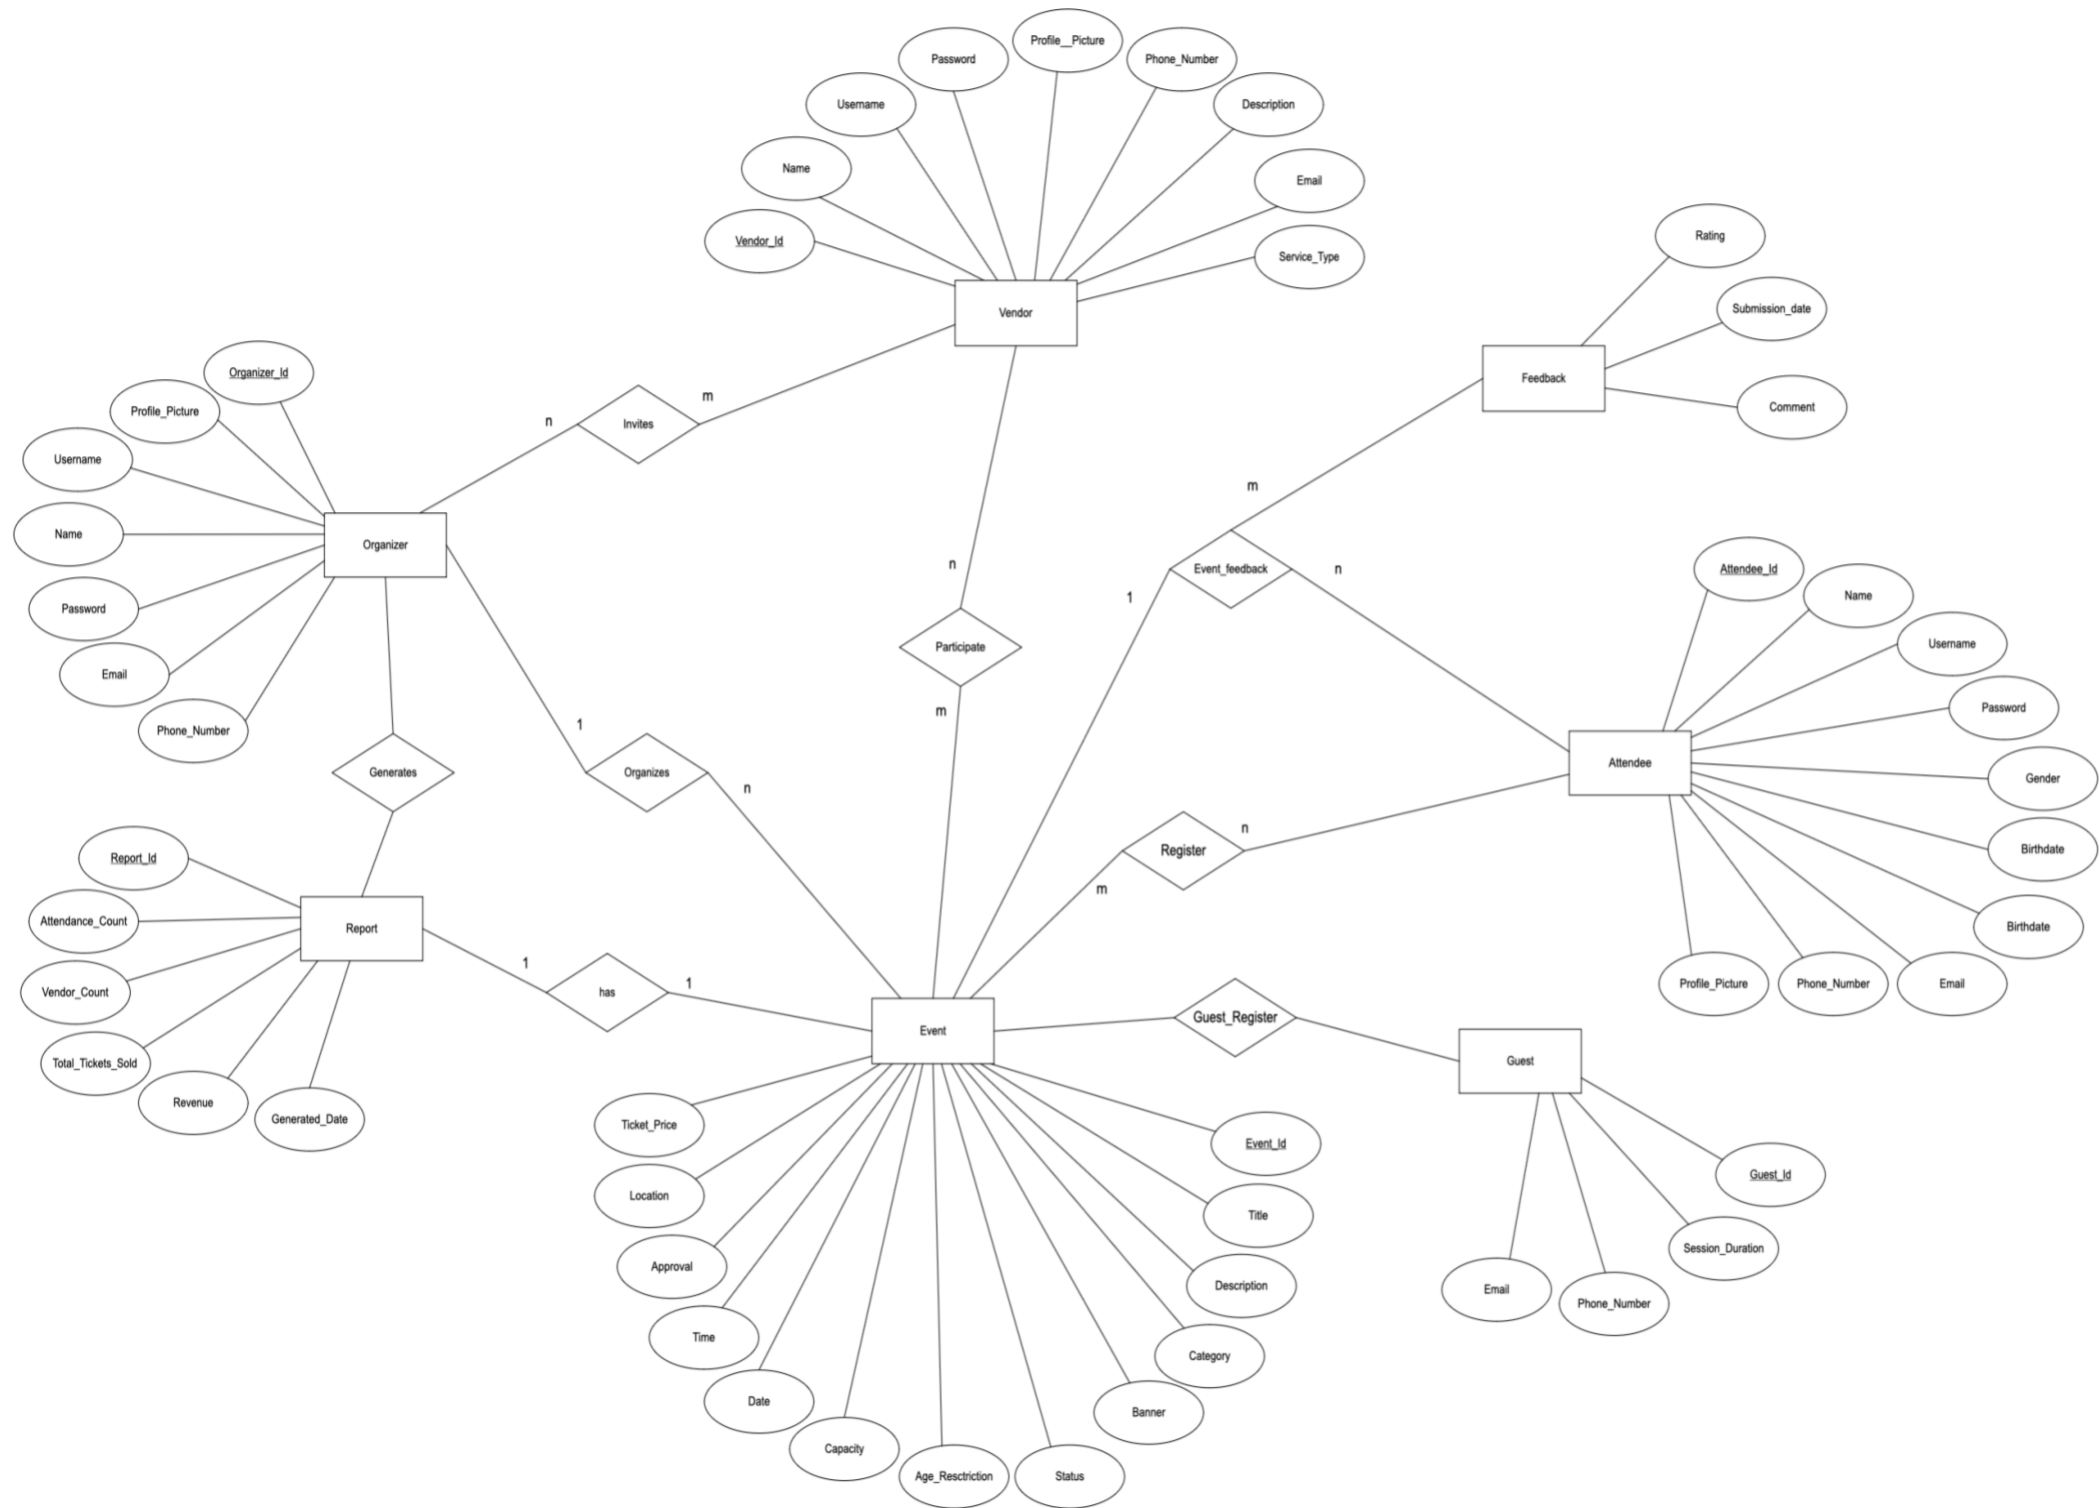 Profile__Picture
Password
Phone_Number
Username
Description
Name
Email
Vendor_Id
Service_Type
Vendor
Rating
Submission_date
Feedback
Comment
Organizer_Id
Profile_Picture
Username
Name
Organizer
Password
Email
Phone_Number
n
Invites
m
n
Participate
m
m
Event_feedback
1
n
Attendee_Id
Name
Username
Password
Attendee
Gender
Birthdate
Birthdate
Email
Phone_Number
Profile_Picture
1
Organizes
n
Generates
Register
n
m
Report_Id
Attendance_Count
Report
Vendor_Count
Total_Tickets_Sold
Revenue
Generated_Date
1
has
1
Event
Guest_Register
Guest
Guest_Id
Session_Duration
Phone_Number
Email
Ticket_Price
Location
Approval
Time
Date
Capacity
Age_Resctriction
Status
Banner
Category
Description
Title
Event_Id